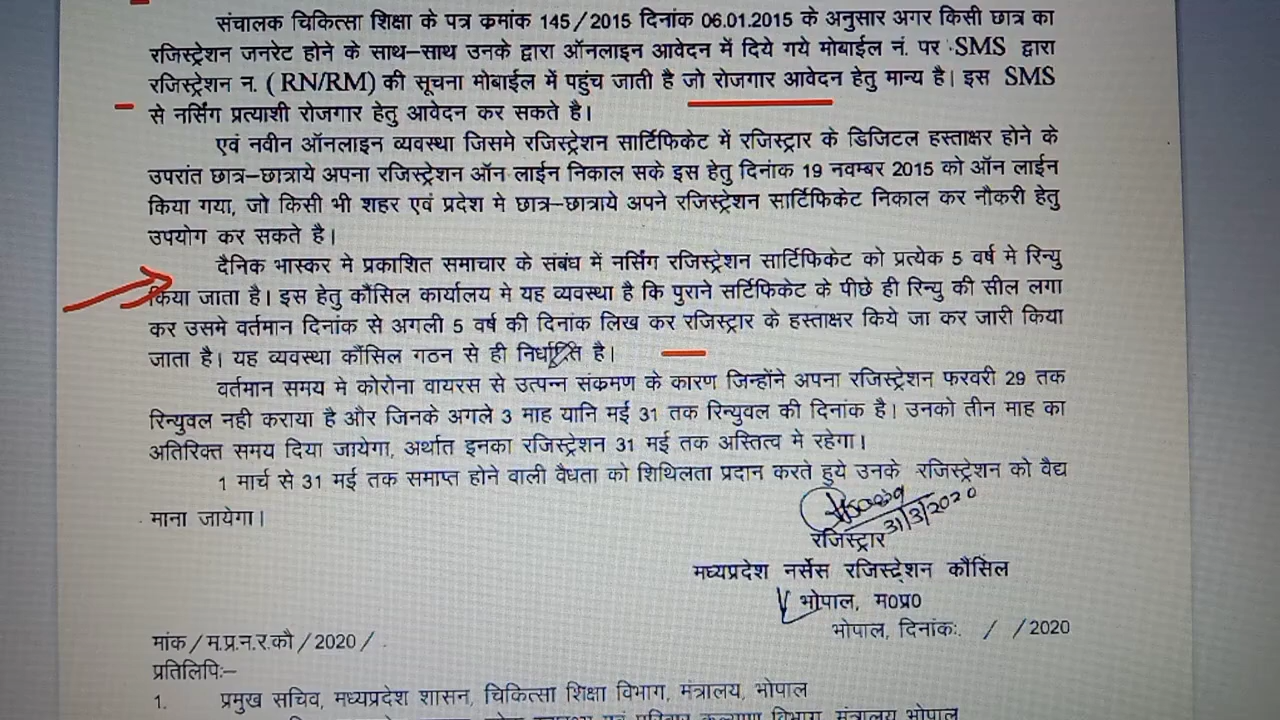 संचालक चिकित्सा शिक्षा के पत्र क्रमांक 145/2015 दिनांक 06.01.2015 के अनुसार अगर किसी छात्र का
रजिस्ट्रेशन जनरेट होने के साथ–साथ उनके द्वारा ऑनलाइन आवेदन में दिये गये मोबाईल नं. पर SMS द्वारा
रजिस्ट्रेशन न. (RN/RM) की सूचना मोबाईल में पहुंच जाती है जो रोजगार आवेदन हेतु मान्य है। इस SMS
से नर्सिंग प्रत्याशी रोजगार हेतु आवेदन कर सकते है।
एवं नवीन ऑनलाइन व्यवस्था जिसमे रजिस्ट्रेशन सार्टिफिकेट में रजिस्ट्रार के डिजिटल हस्ताक्षर होने के
उपरांत छात्र–छात्राये अपना रजिस्ट्रेशन ऑन लाईन निकाल सके इस हेतु दिनांक 19 नवम्बर 2015 को ऑन लाईन
किया गया, जो किसी भी शहर एवं प्रदेश मे छात्र–छात्राये अपने रजिस्ट्रेशन सार्टिफिकेट निकाल कर नौकरी हेतु
उपयोग कर सकते है।
दैनिक भास्कर मे प्रकाशित समाचार के संबंध में नर्सिंग रजिस्ट्रेशन सार्टिफिकेट को प्रत्येक 5 वर्ष मे रिन्यु
किया जाता है। इस हेतु कौंसिल कार्यालय मे यह व्यवस्था है कि पुराने सर्टिफिकेट के पीछे ही रिन्यु की सील लगा
कर उसमे वर्तमान दिनांक से अगली 5 वर्ष की दिनांक लिख कर रजिस्ट्रार के हस्ताक्षर किये जा कर जारी किया
जाता है। यह व्यवस्था कौंसिल गठन से ही है।
वर्तमान समय मे कोरोना वायरस से उत्पन्न संकमण के कारण जिन्होंने अपना रजिस्ट्रेशन फरवरी 29 तक
रिन्युवल नही कराया है और जिनके अगले 3 माह यानि मई 31 तक रिन्युवल की दिनांक है। उनको तीन माह का
अतिरिक्त समय दिया जायेगा, अर्थात इनका रजिस्ट्रेशन 31 मई तक अस्तित्व मे रहेगा।
1 मार्च से 31 मई तक समाप्त होने वाली वैधता को शिथिलता प्रदान करते हुये उनके रजिस्ट्रेशन को वैद्य
माना जायेगा।
31/3/2020
रजिस्ट्रार
मध्यप्रदेश नर्सेस रजिस्ट्रेशन कौंसिल
भोपाल, म0प्र0
भोपाल, दिनांकः / /2020
मांक/म.प्र.न.र.कौ/2020/
प्रतिलिपिः–
1. प्रमुख सचिव, मध्यप्रदेश शासन, चिकित्सा शिक्षा विभाग, मंत्रालय, भोपाल